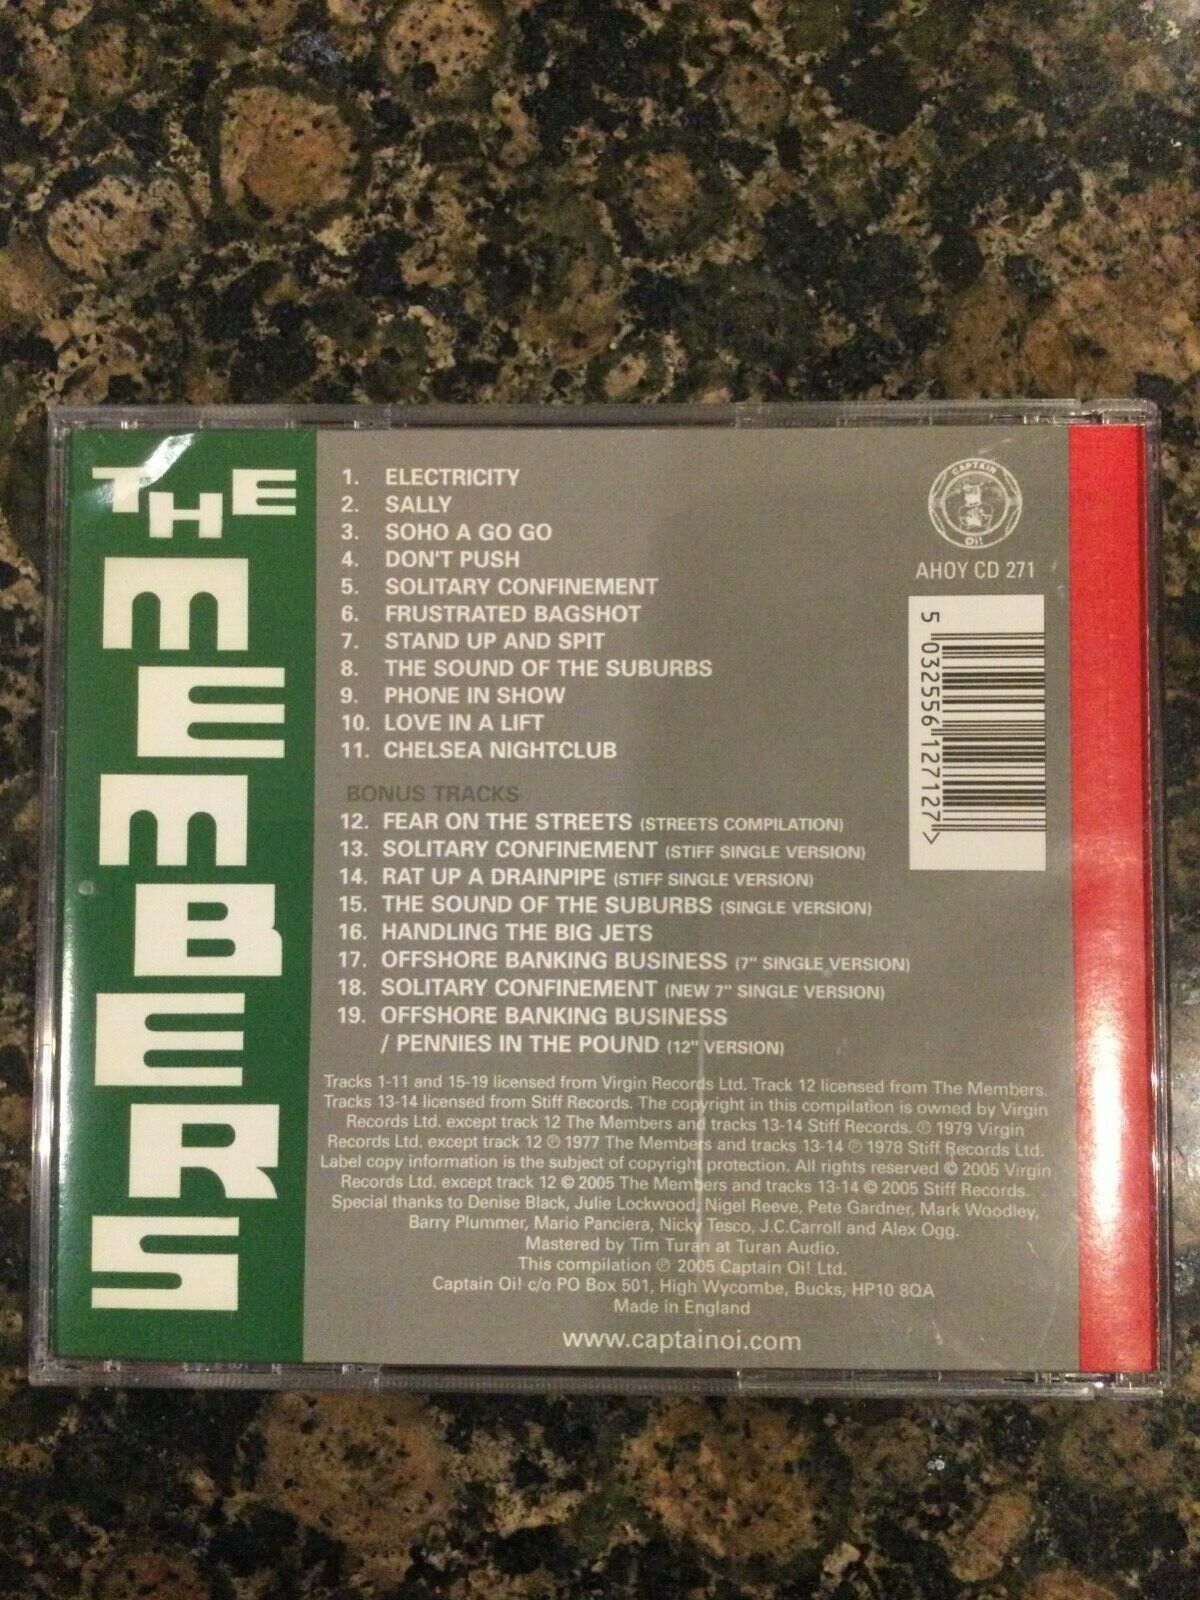 THE
MEMBERS
1. ELECTRICITY
2. SALLY
3. SOHO A GO GO
4. DON'T PUSH
5. SOLITARY CONFINEMENT
6. FRUSTRATED BAGSHOT
7. STAND UP AND SPIT
8. THE SOUND OF THE SUBURBS
9. PHONE IN SHOW
10. LOVE IN A LIFT
11. CHELSEA NIGHTCLUB
BONUS TRACKS
12. FEAR ON THE STREETS (STREETS COMPILATION)
13. SOLITARY CONFINEMENT (STIFF SINGLE VERSION)
14. RAT UP A DRAINPIPE (STIFF SINGLE VERSION)
15. THE SOUND OF THE SUBURBS (SINGLE VERSION)
16. HANDLING THE BIG JETS
17. OFFSHORE BANKING BUSINESS (7" SINGLE VERSION)
18. SOLITARY CONFINEMENT (NEW 7" SINGLE VERSION)
19. OFFSHORE BANKING BUSINESS
/ PENNIES IN THE POUND (12" VERSION)
CAPTAIN
Oi!
AHOY CD 271
5 032556 127127 >
Tracks 1-11 and 15-19 licensed from Virgin Records Ltd. Track 12 licensed from The Members.
Tracks 13-14 licensed from Stiff Records. The copyright in this compilation is owned by Virgin
Records Ltd. except track 12 The Members and tracks 13-14 Stiff Records. ℗ 1979 Virgin
Records Ltd. except track 12 ℗ 1977 The Members and tracks 13-14 ℗ 1978 Stiff Records Ltd.
Label copy information is the subject of copyright protection. All rights reserved © 2005 Virgin
Records Ltd. except track 12 © 2005 The Members and tracks 13-14 © 2005 Stiff Records.
Special thanks to Denise Black, Julie Lockwood, Nigel Reeve, Pete Gardner, Mark Woodley,
Barry Plummer, Mario Panciera, Nicky Tesco, J.C.Carroll and Alex Ogg.
Mastered by Tim Turan at Turan Audio.
This compilation ℗ 2005 Captain Oi! Ltd.
Captain Oi! c/o PO Box 501, High Wycombe, Bucks, HP10 8QA
Made in England
www.captainoi.com